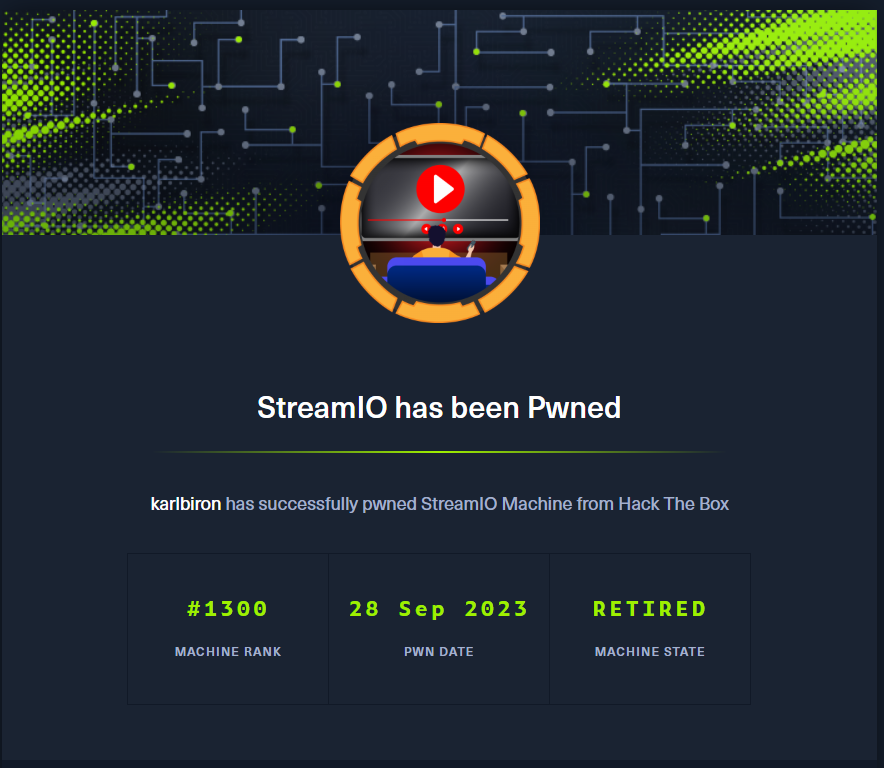 StreamIO has been Pwned
karlbiron has successfully pwned StreamIO Machine from Hack The Box
#1300
28 Sep 2023
RETIRED
MACHINE RANK
PWN DATE
MACHINE STATE